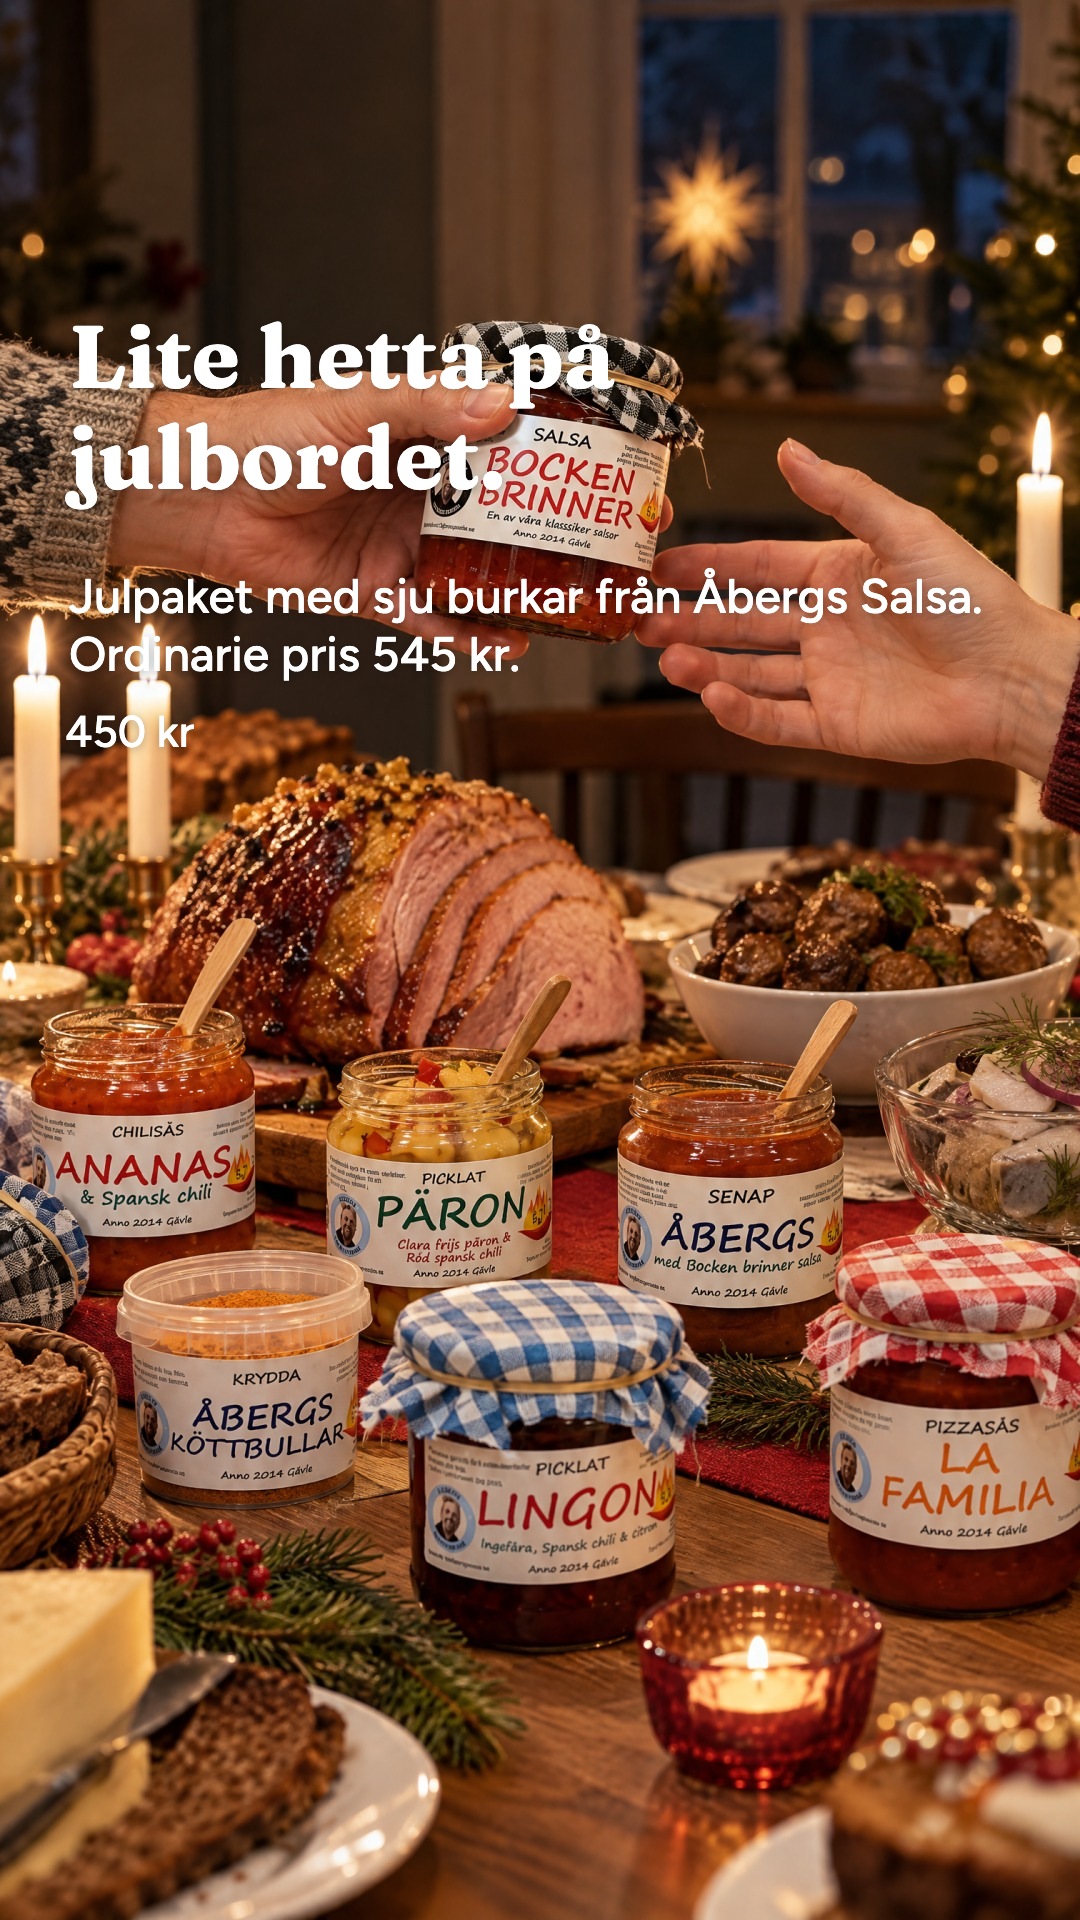 Lite hetta på
julbordet.
SALSA
BOCKEN
BRINNER
En av våra klasssiker salsor
Anno 2014 Gävle
Julpaket med sju burkar från Åbergs Salsa.
Ordinarie pris 545 kr.
450 kr
CHILISÅS
ANANAS
& Spansk chili
Anno 2014 Gävle
PICKLAT
PÄRON
Clara frijs päron &
Röd spansk chili
Anno 2014 Gävle
SENAP
ÅBERGS
med Bocken brinner salsa
Anno 2014 Gävle
KRYDDA
ÅBERGS
KÖTTBULLAR
Anno 2014 Gävle
PICKLAT
LINGON
Ingefära, Spansk chili & citron
Anno 2014 Gävle
PIZZASÅS
LA
FAMILIA
Anno 2014 Gävle